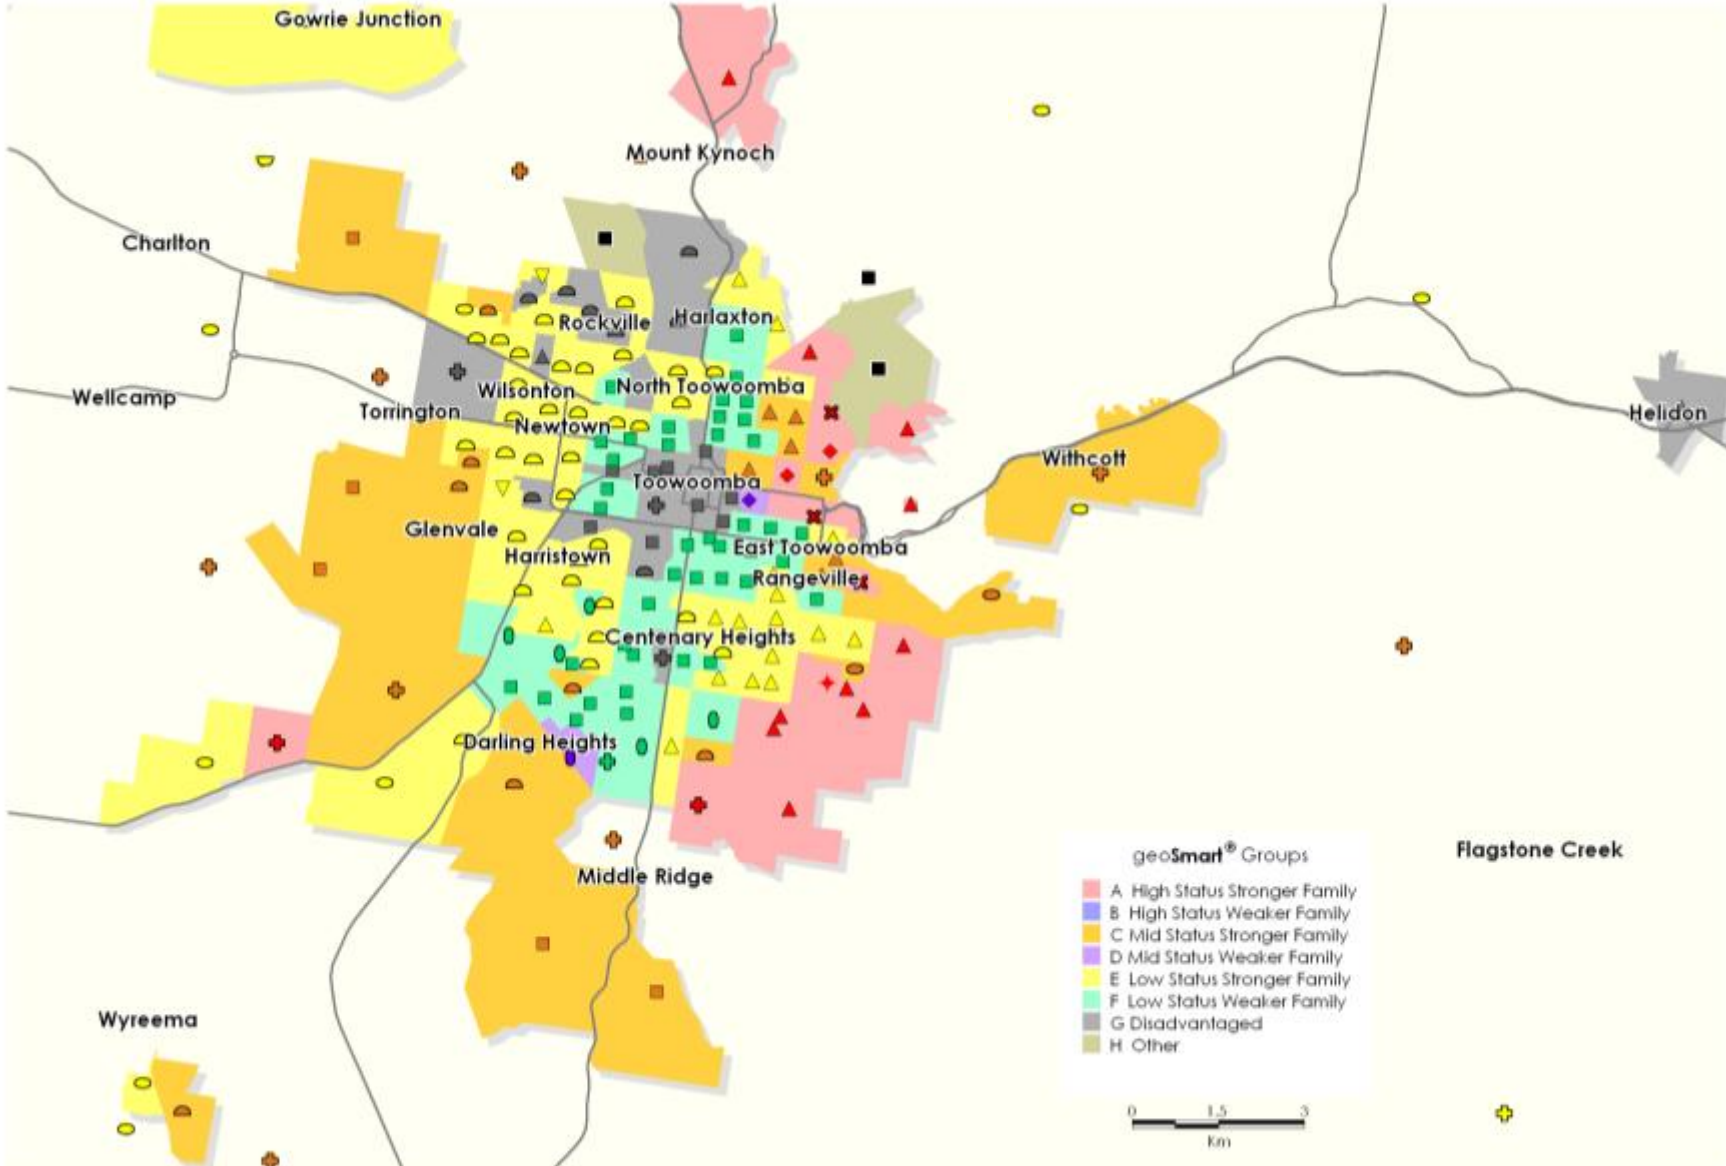 Gowrie Junction
Mount Kynoch
Charlton
Rockville
Harlaxton
Wellcamp
Wilsonton
North Toowoomba
Torrington
Newtown
Helidon
Withcott
Toowoomba
Glenvale
Harristown
East Toowoomba
Rangeville
Centenary Heights
Darling Heights
Middle Ridge
Flagstone Creek
Wyreema
geoSmart® Groups
A High Status Stronger Family
B High Status Weaker Family
C Mid Status Stronger Family
D Mid Status Weaker Family
E Low Status Stronger Family
F Low Status Weaker Family
G Disadvantaged
H Other
0 1.5 3
Km